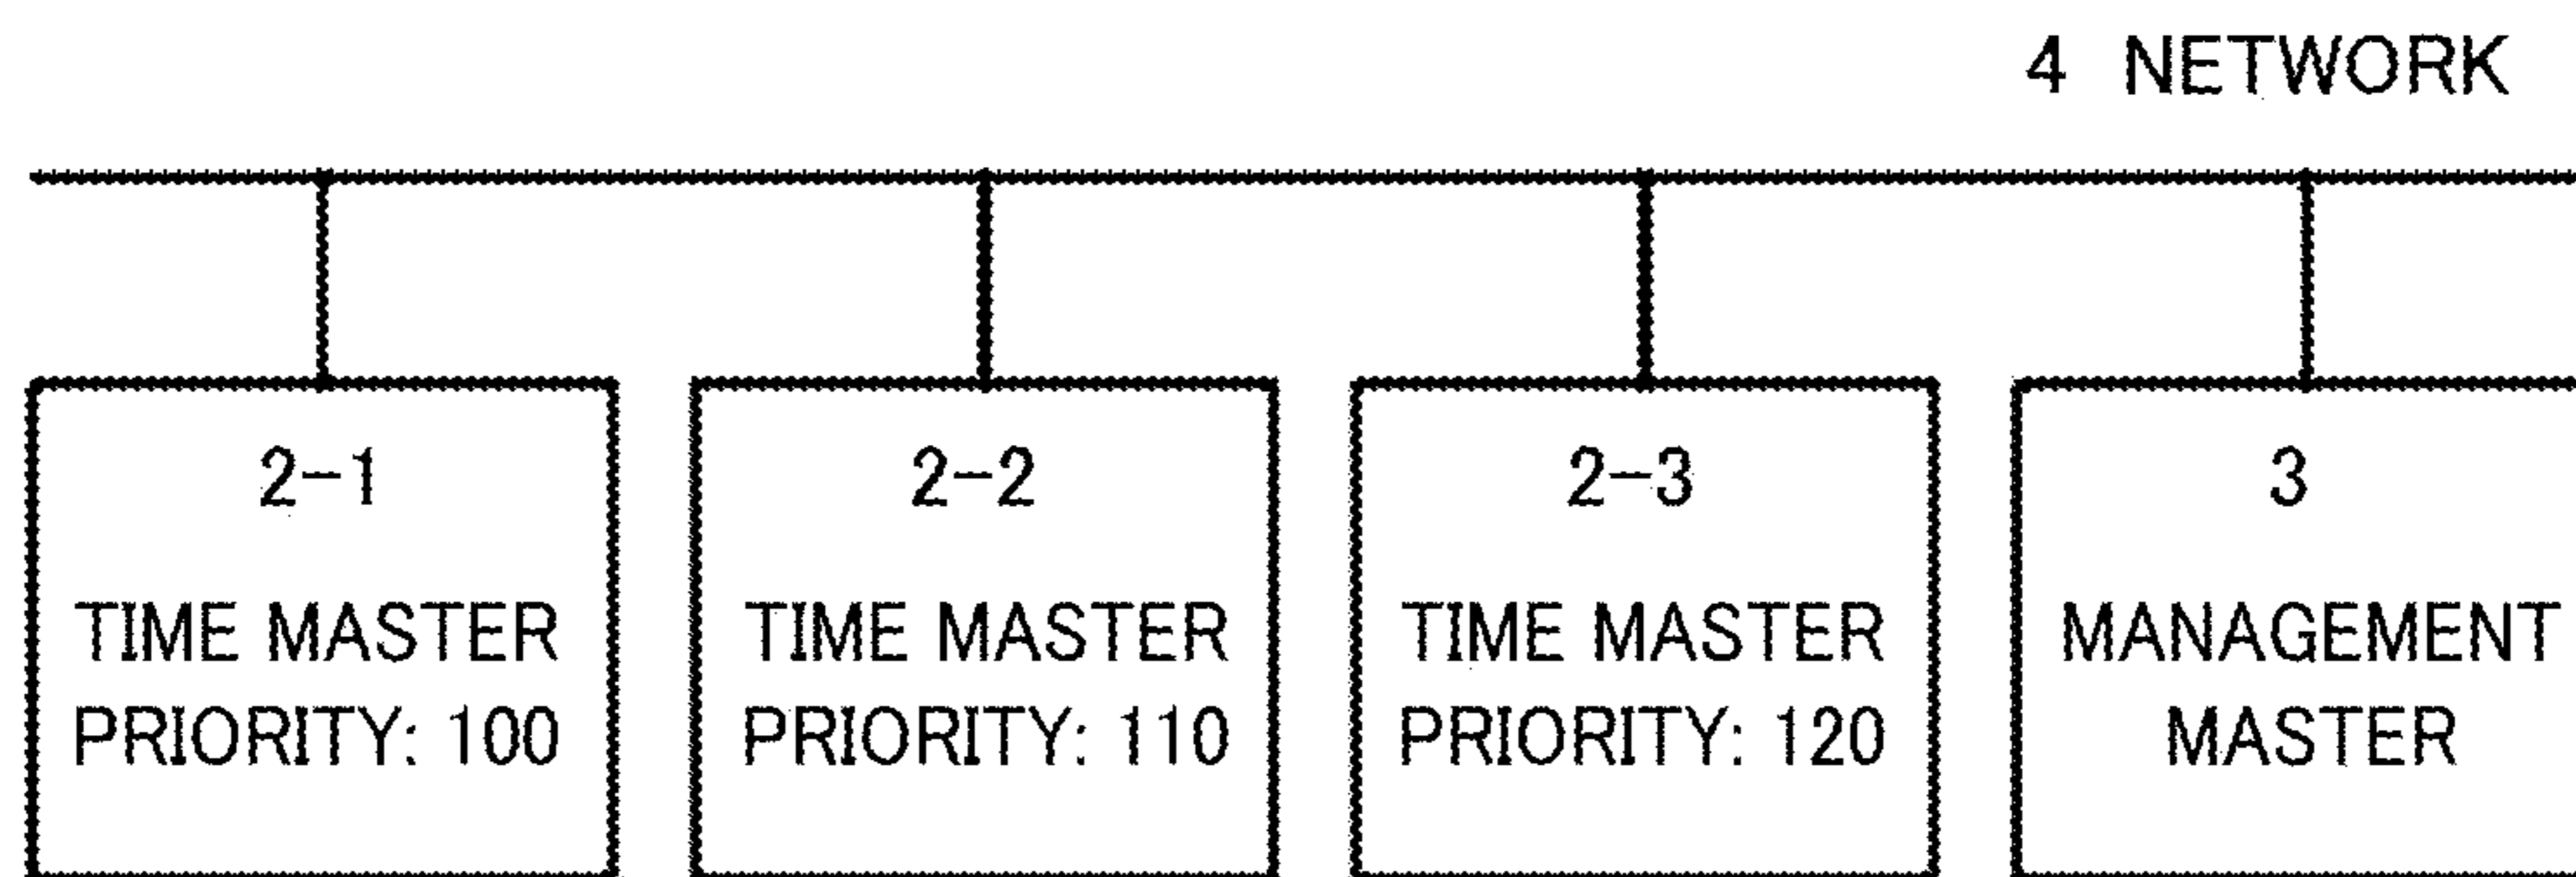 4 NETWORK
2-1
TIME MASTER
PRIORITY: 100
2-2
TIME MASTER
PRIORITY: 110
2-3
TIME MASTER
PRIORITY: 120
3
MANAGEMENT
MASTER